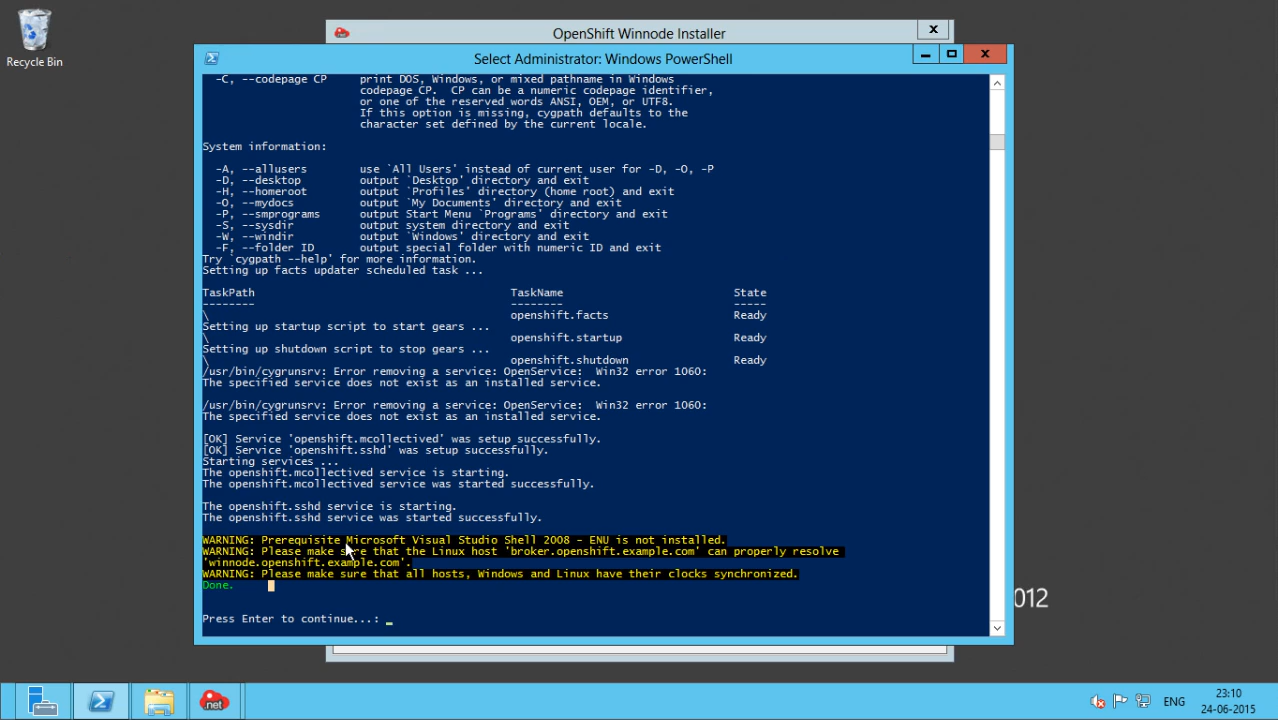 Recycle Bin
OpenShift Winnode Installer
X
Select Administrator: Windows PowerShell
-C, --codepage CP print DOS, Windows, or mixed pathname in Windows
codepage CP. CP can be a numeric codepage identifier,
or one of the reserved words ANSI, OEM, or UTF8.
If this option is missing, cygpath defaults to the
character set defined by the current locale.
System information:
-A, --allusers use `All Users' instead of current user for -D, -O, -P
-D, --desktop output `Desktop' directory and exit
-H, --homeroot output `Profiles' directory (home root) and exit
-O, --mydocs output `My Documents' directory and exit
-P, --smprograms output Start Menu `Programs' directory and exit
-S, --sysdir output system directory and exit
-W, --windir output `Windows' directory and exit
-F, --folder ID output special folder with numeric ID and exit
Try `cygpath --help' for more information.
Setting up facts updater scheduled task ...
TaskPath TaskName State
-------- -------- -----
\ openshift.facts Ready
Setting up startup script to start gears ...
\ openshift.startup Ready
Setting up shutdown script to stop gears ...
\ openshift.shutdown Ready
/usr/bin/cygrunsrv: Error removing a service: OpenService: Win32 error 1060:
The specified service does not exist as an installed service.
/usr/bin/cygrunsrv: Error removing a service: OpenService: Win32 error 1060:
The specified service does not exist as an installed service.
[OK] Service 'openshift.mcollectived' was setup successfully.
[OK] Service 'openshift.sshd' was setup successfully.
Starting services ...
The openshift.mcollectived service is starting.
The openshift.mcollectived service was started successfully.
The openshift.sshd service is starting.
The openshift.sshd service was started successfully.
WARNING: Prerequisite Microsoft Visual Studio Shell 2008 - ENU is not installed.
WARNING: Please make sure that the Linux host 'broker.openshift.example.com' can properly resolve
'winnode.openshift.example.com'.
WARNING: Please make sure that all hosts, Windows and Linux have their clocks synchronized.
Done.
Press Enter to continue...: _
012
.net
ENG
23:10
24-06-2015